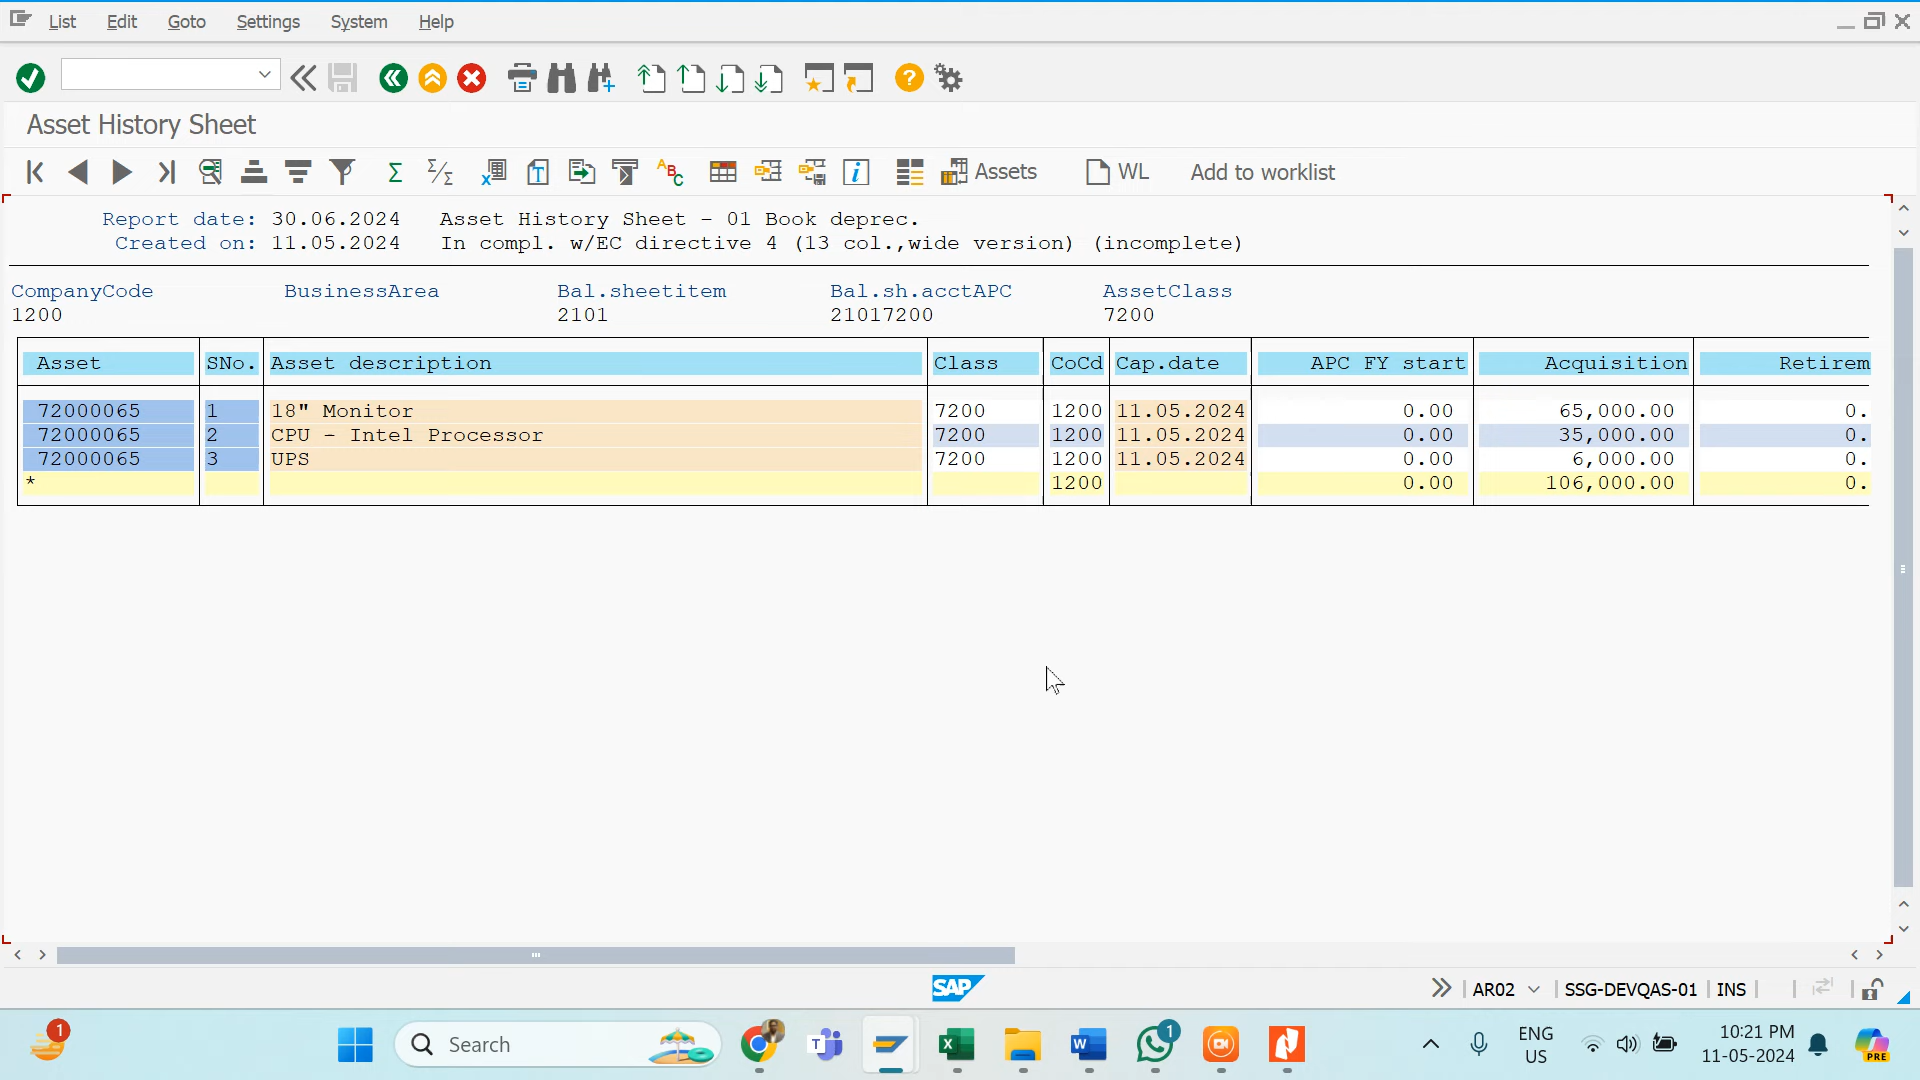 List Edit Goto Settings System Help
Asset History Sheet
Assets WL Add to worklist
Report date: 30.06.2024 Asset History Sheet - 01 Book deprec.
Created on: 11.05.2024 In compl. w/EC directive 4 (13 col.,wide version) (incomplete)
CompanyCode BusinessArea Bal.sheetitem Bal.sh.acctAPC AssetClass
1200 2101 21017200 7200
Asset SNo. Asset description Class CoCd Cap.date APC FY start Acquisition Retirem
72000065 1 18" Monitor 7200 1200 11.05.2024 0.00 65,000.00 0.
72000065 2 CPU - Intel Processor 7200 1200 11.05.2024 0.00 35,000.00 0.
72000065 3 UPS 7200 1200 11.05.2024 0.00 6,000.00 0.
* 1200 0.00 106,000.00 0.
SAP AR02 SSG-DEVQAS-01 INS
1 Search 1 ENG US 10:21 PM 11-05-2024 PRE